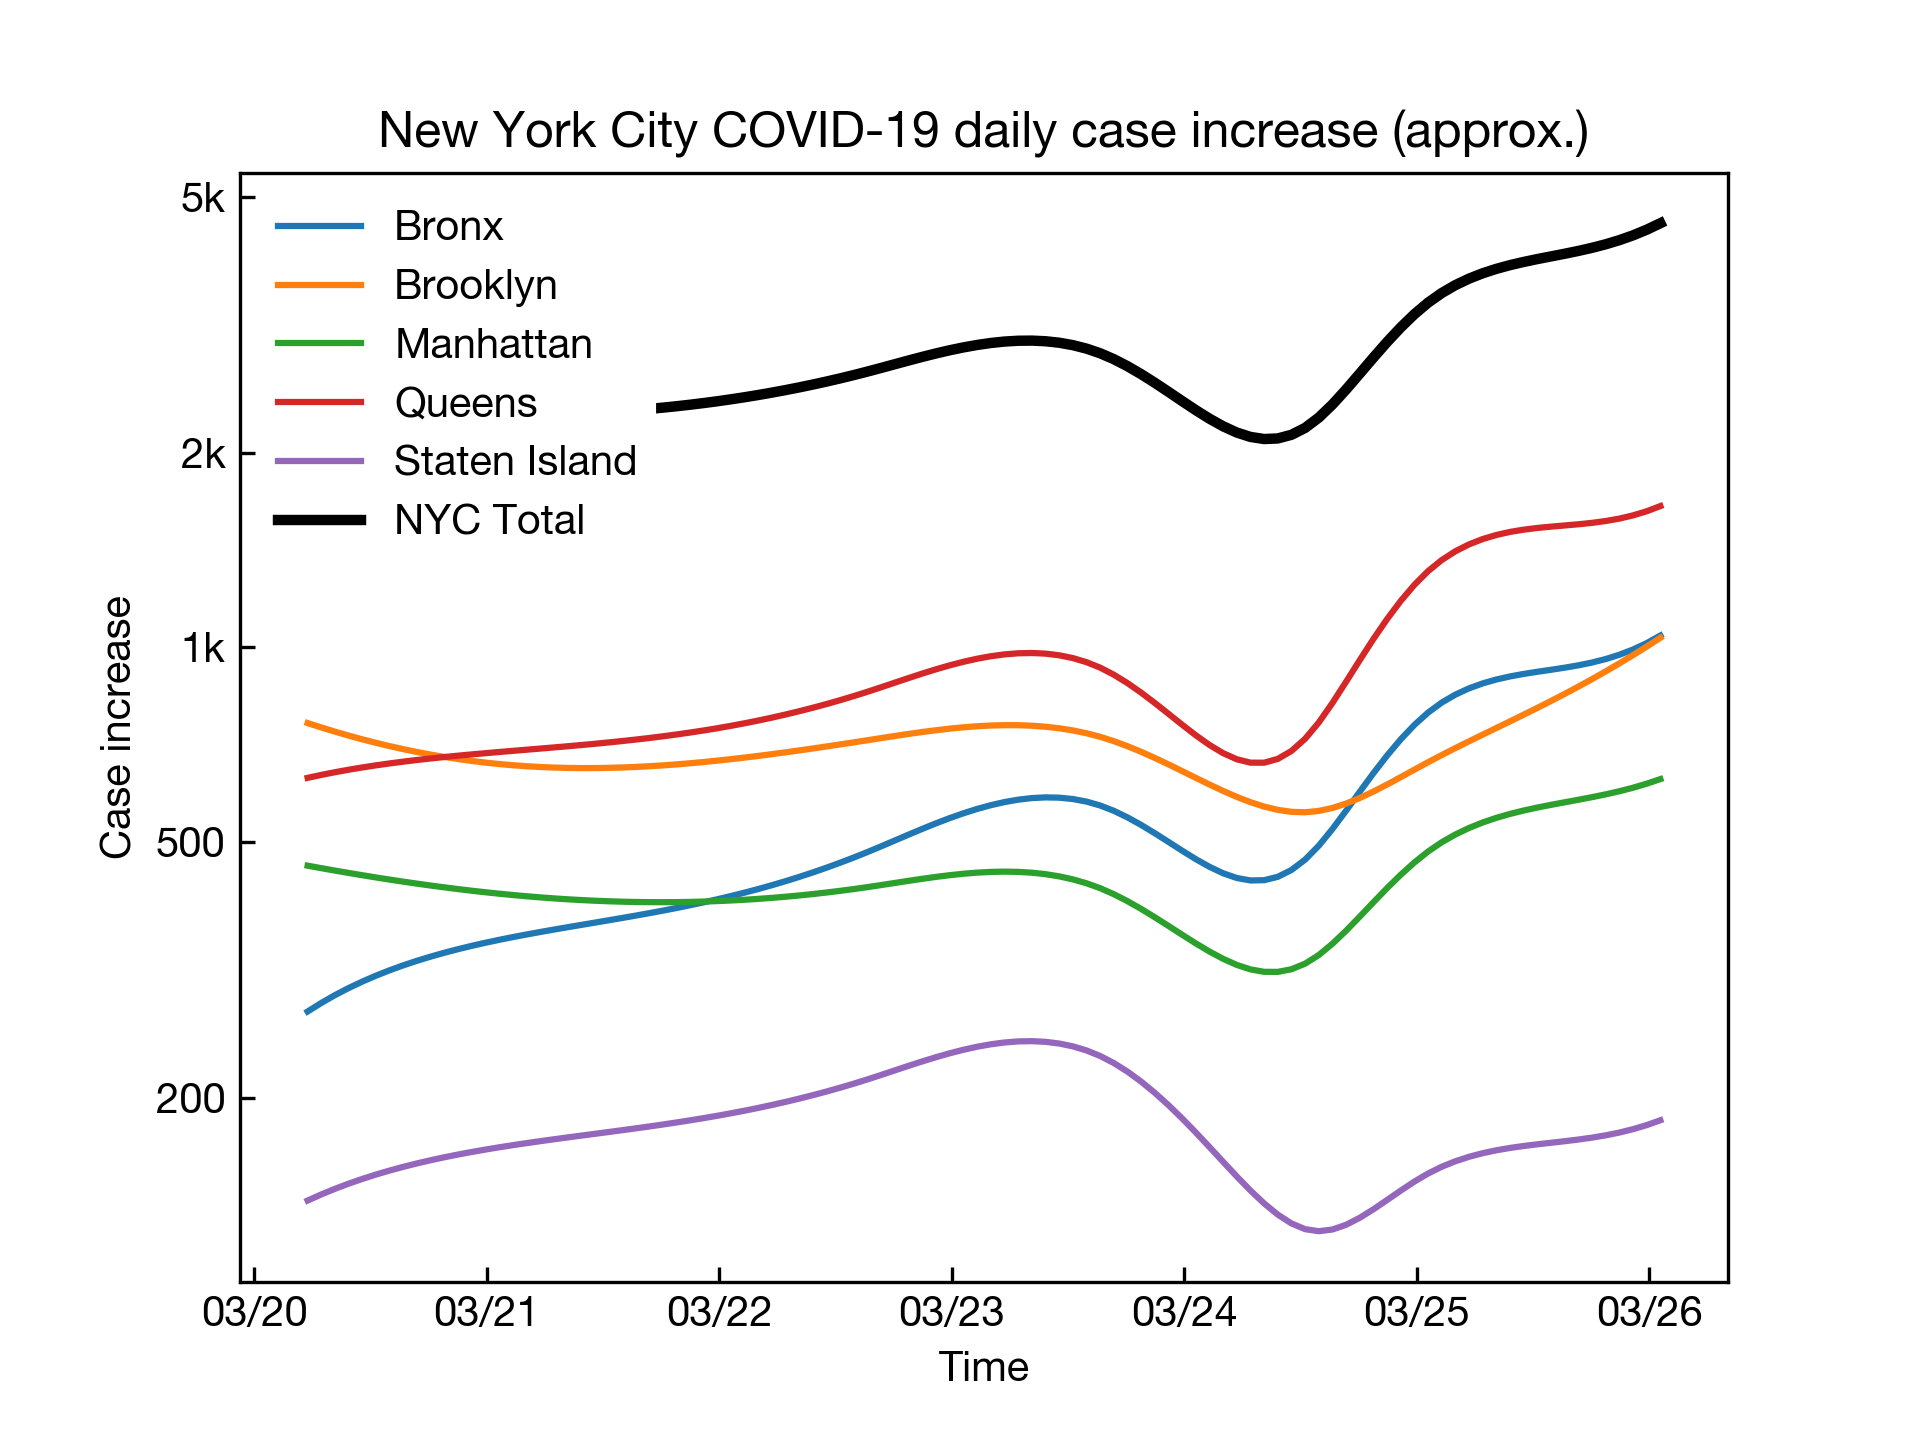 New York City COVID-19 daily case increase (approx.)
5k
2k
1k
500
200
Case increase
Bronx
Brooklyn
Manhattan
Queens
Staten Island
NYC Total
03/20 03/21 03/22 03/23 03/24 03/25 03/26
Time